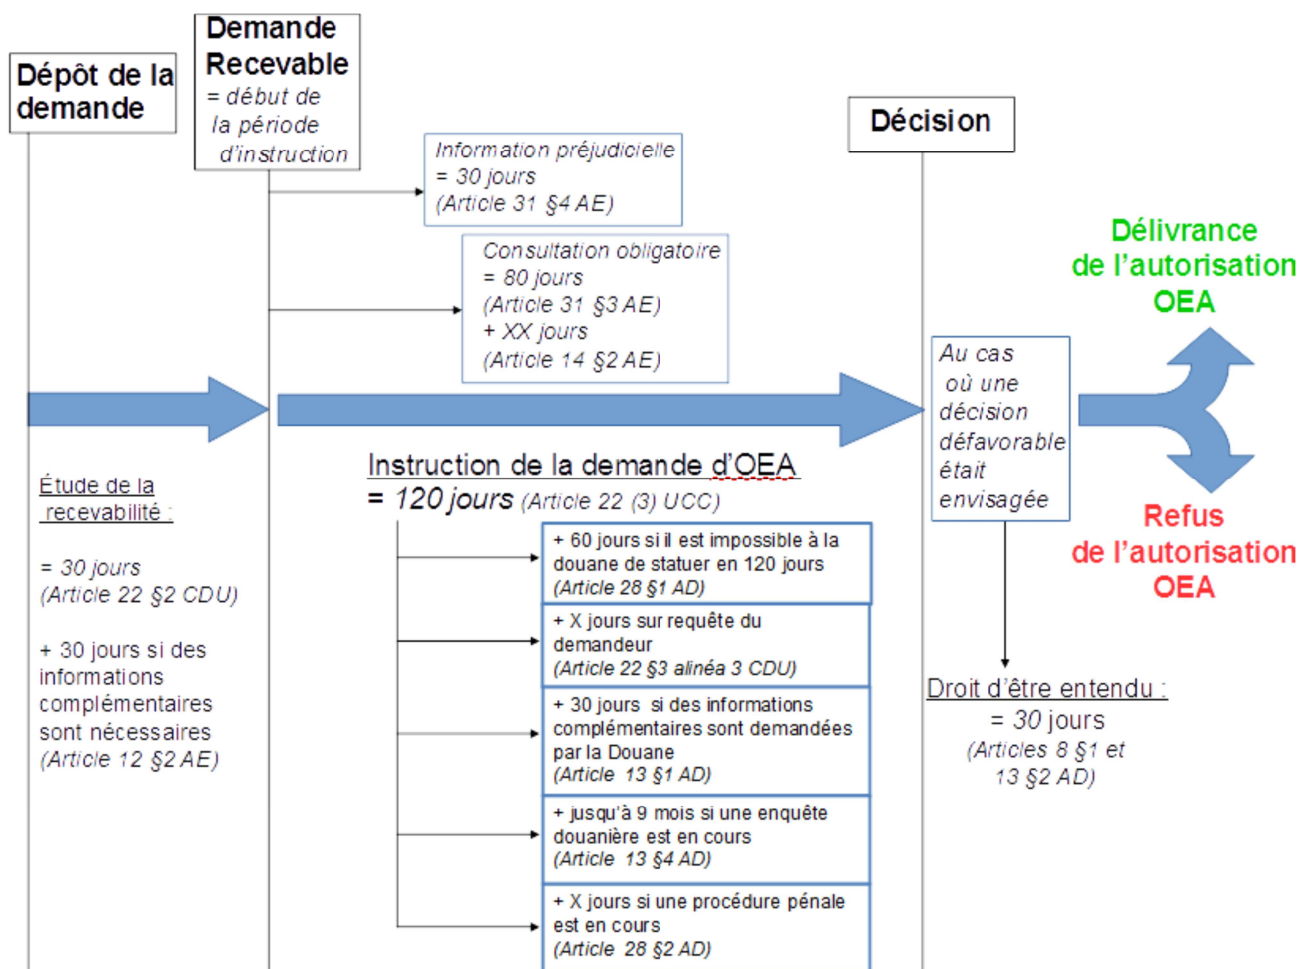 Dépôt de la
demande
Demande
Recevable
= début de
la période
d'instruction
Information préjudicielle
= 30 jours
(Article 31 §4 AE)
Consultation obligatoire
= 80 jours
(Article 31 §3 AE)
+ XX jours
(Article 14 §2 AE)
Décision
Étude de la
recevabilité :
= 30 jours
(Article 22 §2 CDU)
+ 30 jours si des
informations
complémentaires
sont nécessaires
(Article 12 §2 AE)
Instruction de la demande d'OEA
= 120 jours (Article 22 (3) UCC)
+ 60 jours si il est impossible à la
douane de statuer en 120 jours
(Article 28 §1 AD)
+ X jours sur requête du
demandeur
(Article 22 §3 alinéa 3 CDU)
+ 30 jours si des informations
complémentaires sont demandées
par la Douane
(Article 13 §1 AD)
+ jusqu'à 9 mois si une enquête
douanière est en cours
(Article 13 §4 AD)
+ X jours si une procédure pénale
est en cours
(Article 28 §2 AD)
Au cas
où une
décision
défavorable
était
envisagée
Droit d'être entendu :
= 30 jours
(Articles 8 §1 et
13 §2 AD)
Délivrance
de l'autorisation
OEA
Refus
de l'autorisation
OEA